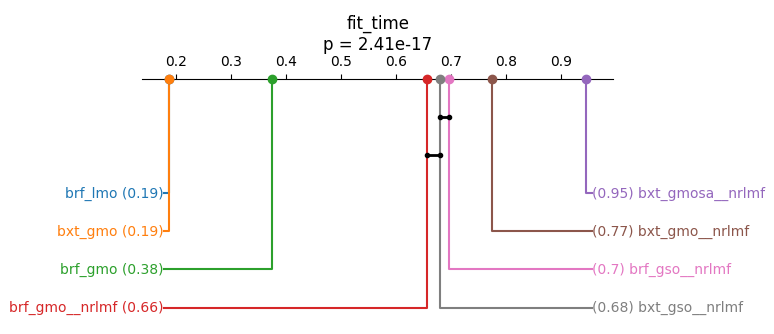 fit_time
p = 2.41e-17
0.2 0.3 0.4 0.5 0.6 0.7 0.8 0.9
brf_lmo (0.19) (0.95) bxt_gmosa__nrlmf
bxt_gmo (0.19) (0.77) bxt_gmo__nrlmf
brf_gmo (0.38) (0.7) brf_gso__nrlmf
brf_gmo__nrlmf (0.66) (0.68) bxt_gso__nrlmf